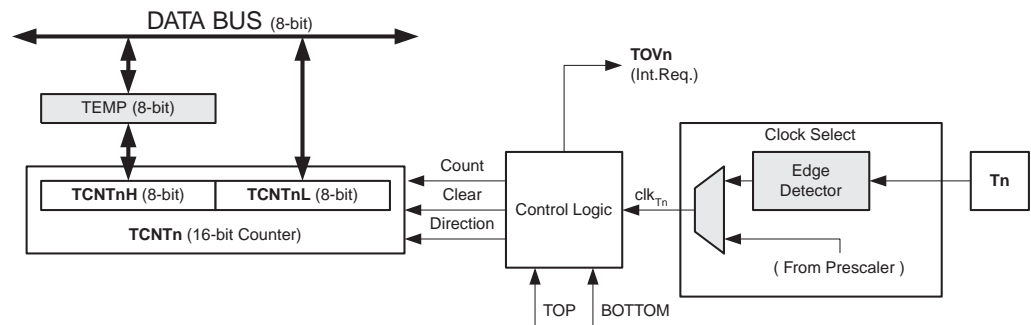 DATA BUS (8-bit)
TOVn
(Int.Req.)
TEMP (8-bit)
Clock Select
Count
Edge
Detector
Tn
TCNTnH (8-bit) TCNTnL (8-bit)
Clear
Control Logic
clkTn
TCNTn (16-bit Counter)
Direction
( From Prescaler )
TOP
BOTTOM